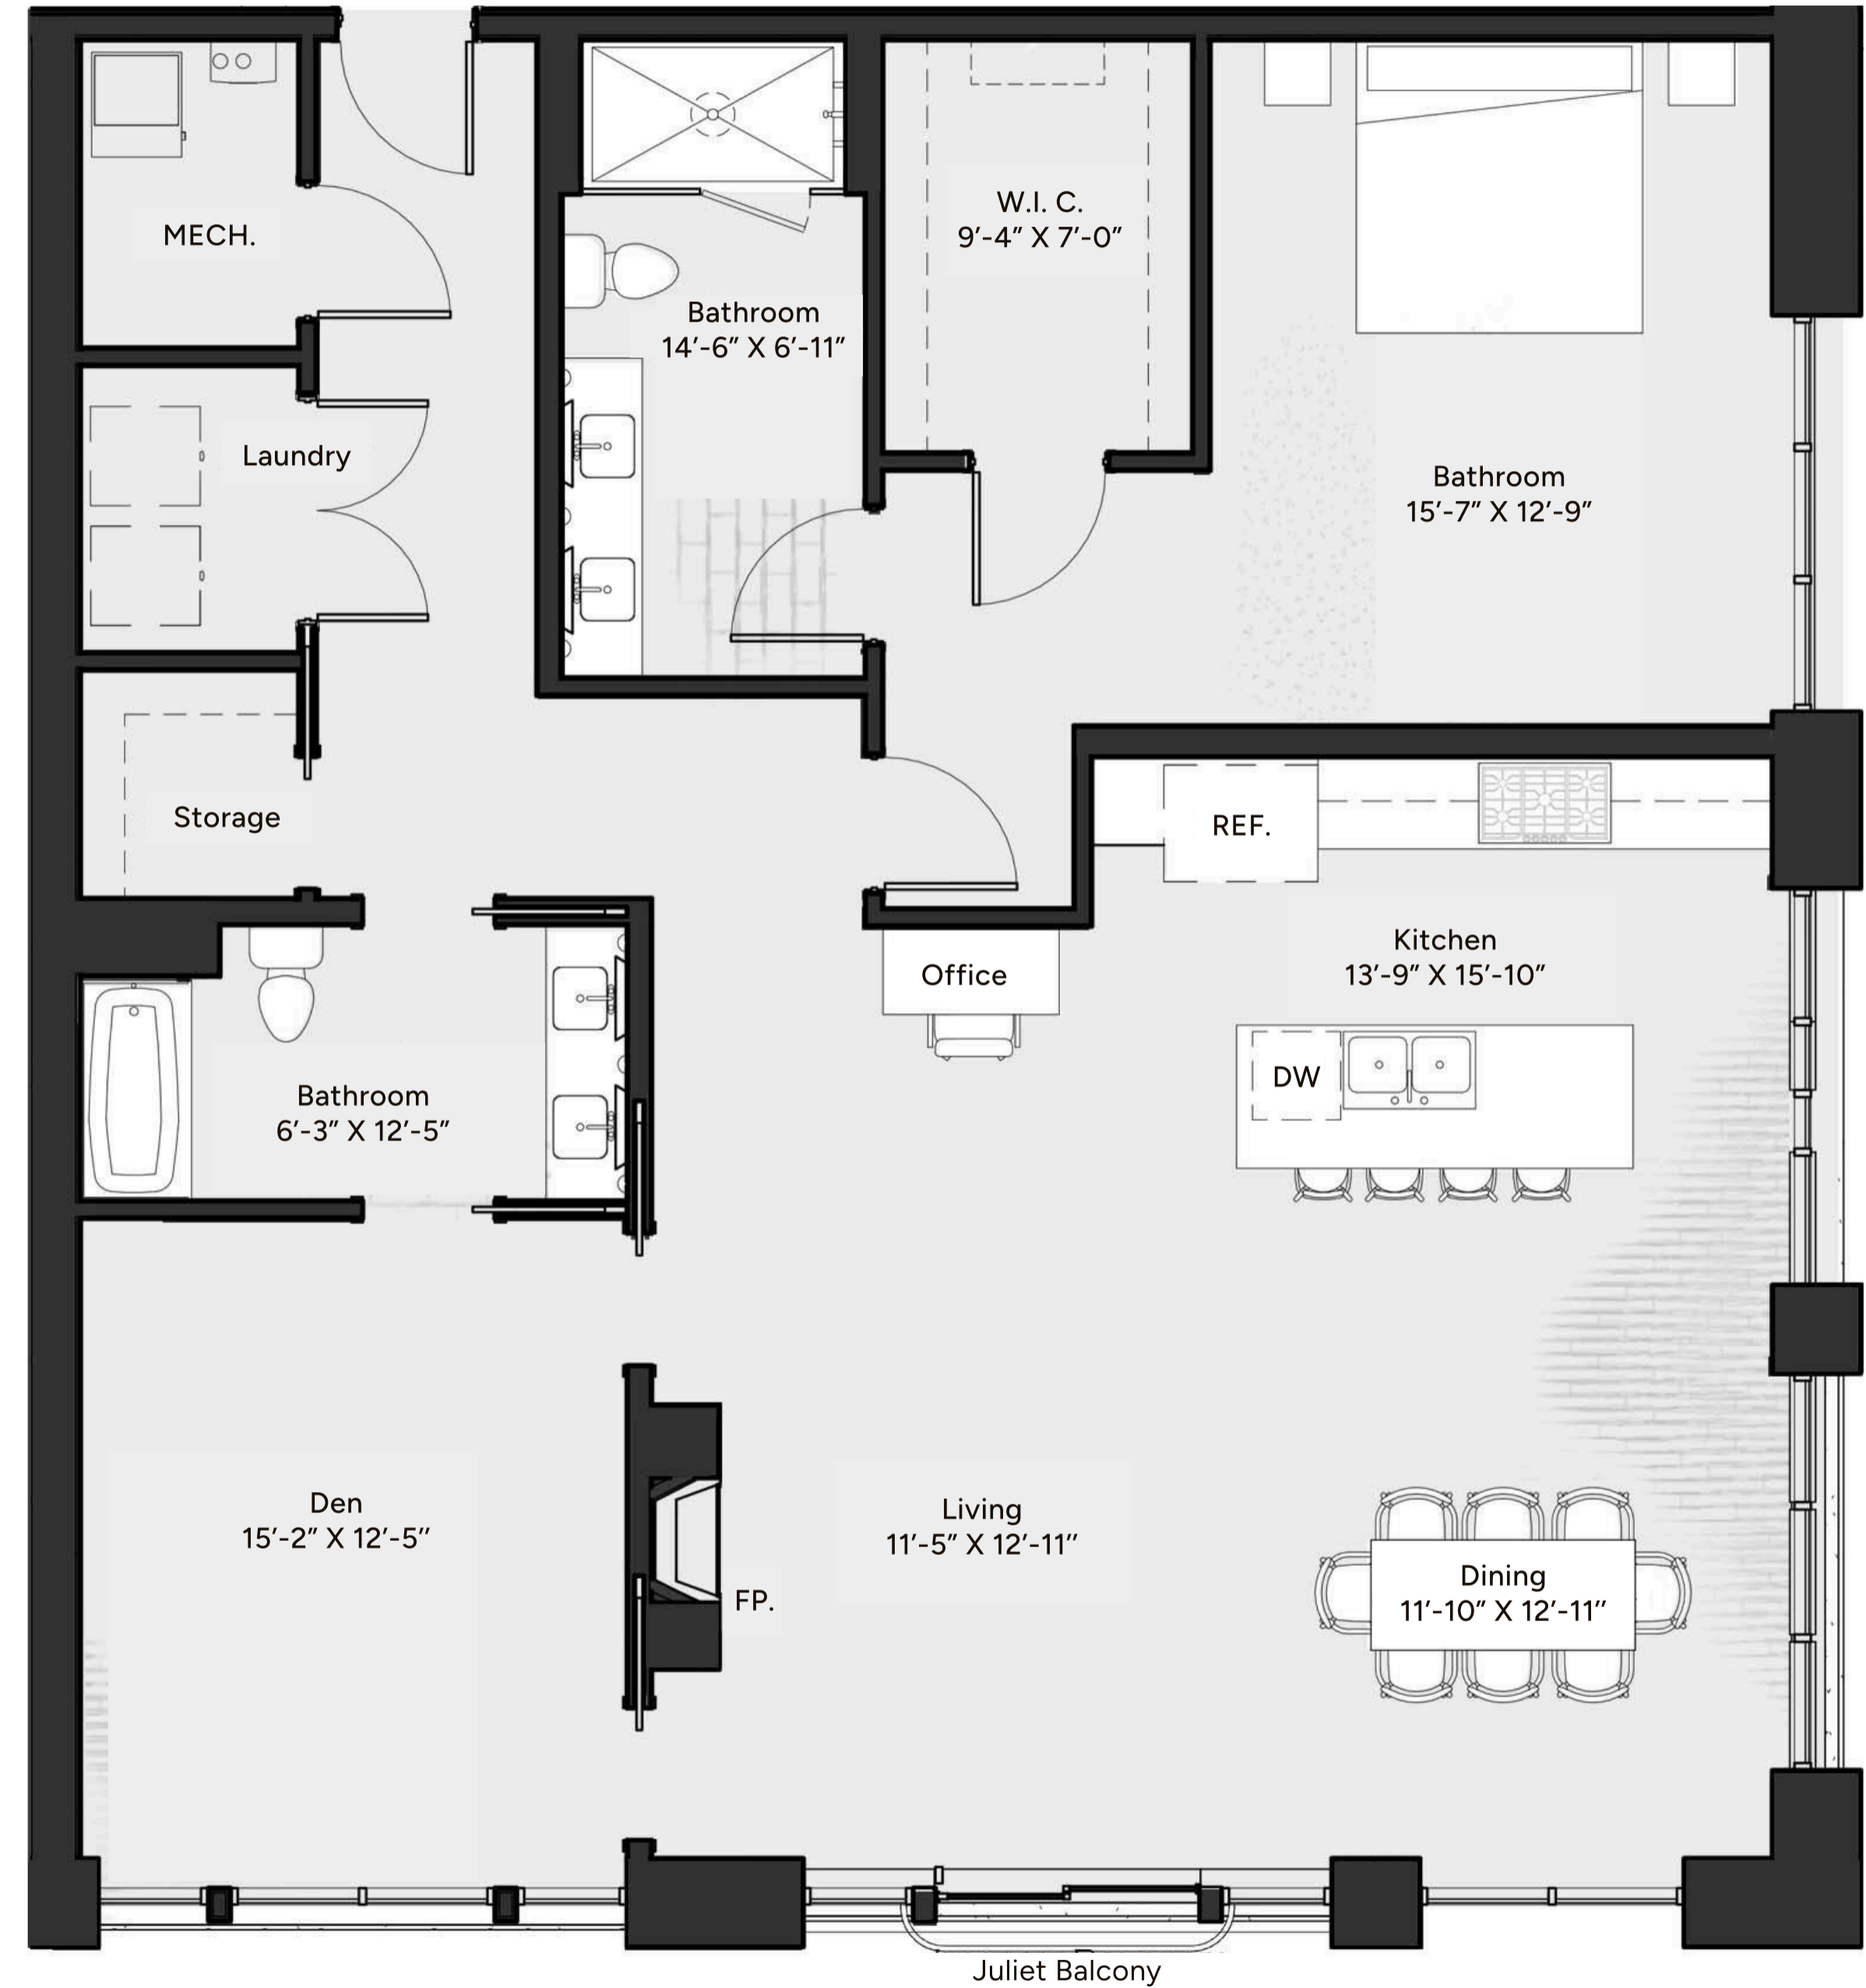 MECH.
W.I. C.
9’-4” X 7’-0”
Bathroom
14’-6” X 6’-11”
Laundry
Bathroom
15’-7” X 12’-9”
Storage
REF.
Kitchen
13’-9” X 15’-10”
Office
DW
Bathroom
6’-3” X 12’-5”
Den
15’-2” X 12’-5’’
Living
11’-5” X 12’-11’’
Dining
11’-10” X 12’-11’’
FP.
Juliet Balcony